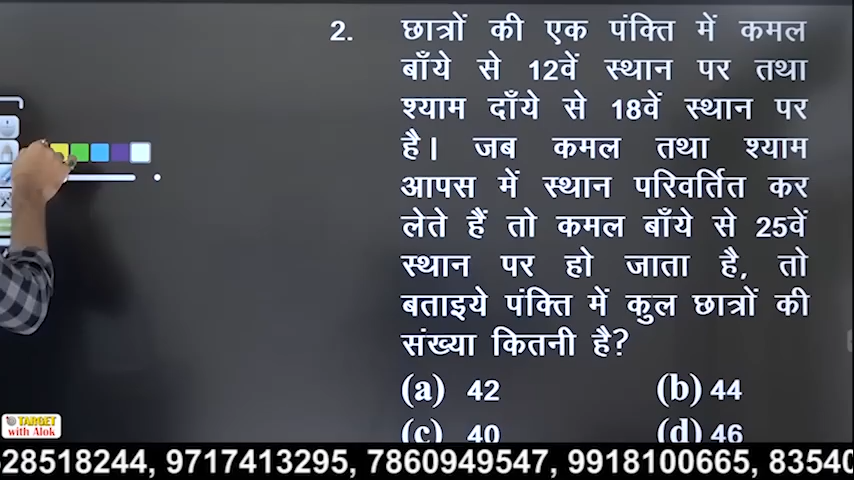 2. छात्रों की एक पंक्ति में कमल
बाँये से 12वें स्थान पर तथा
श्याम दाँये से 18वें स्थान पर
है। जब कमल तथा श्याम
आपस में स्थान परिवर्तित कर
लेते हैं तो कमल बाँये से 25वें
स्थान पर हो जाता है, तो
बताइये पंक्ति में कुल छात्रों की
संख्या कितनी है?
(a) 42 (b) 44
(c) 40 (d) 46
TARGET
with Alok
28518244, 9717413295, 7860949547, 9918100665, 83540